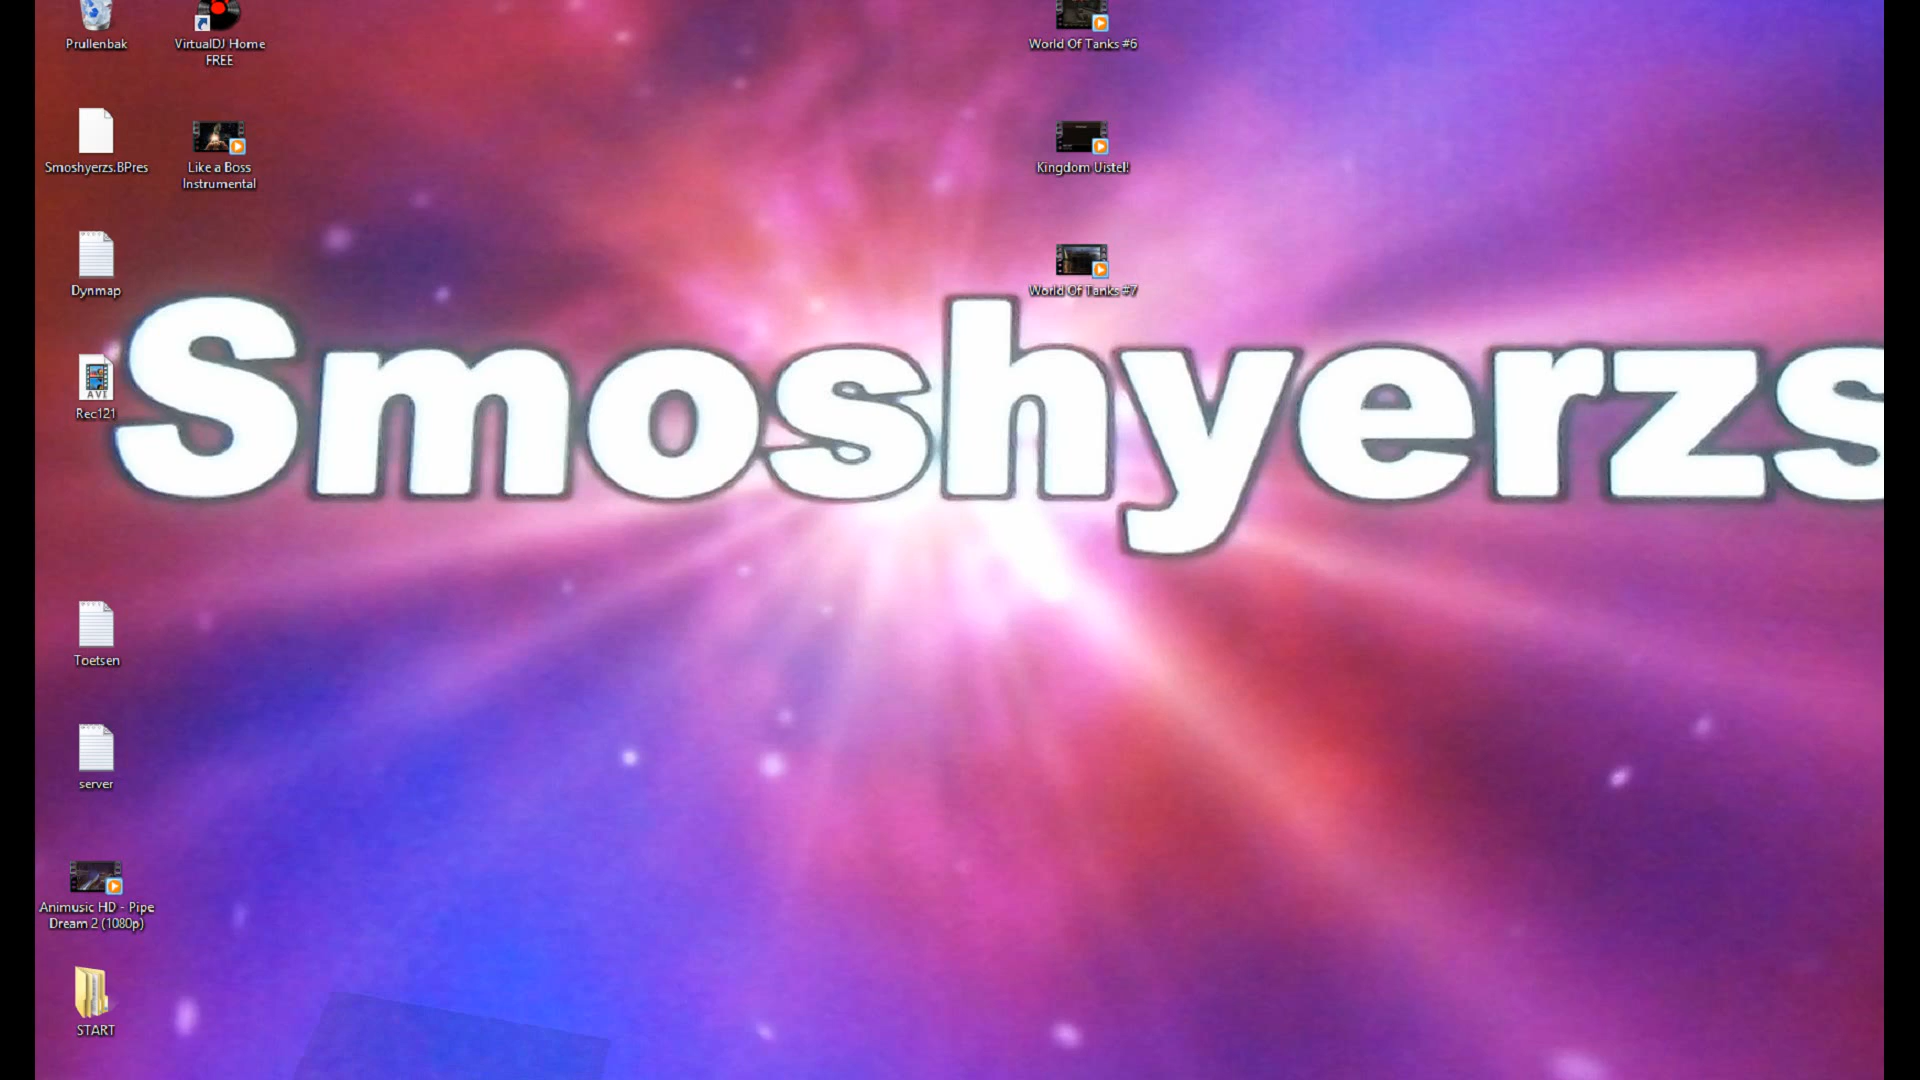 Prullenbak
VirtualDJ Home
FREE
World Of Tanks #6
Smoshyerzs.BPres
Like a Boss
Instrumental
Kingdom Uistel!
Dynmap
World Of Tanks #7
Smoshyerzs
AVI
Rec121
Toetsen
server
Animusic HD - Pipe
Dream 2 (1080p)
START